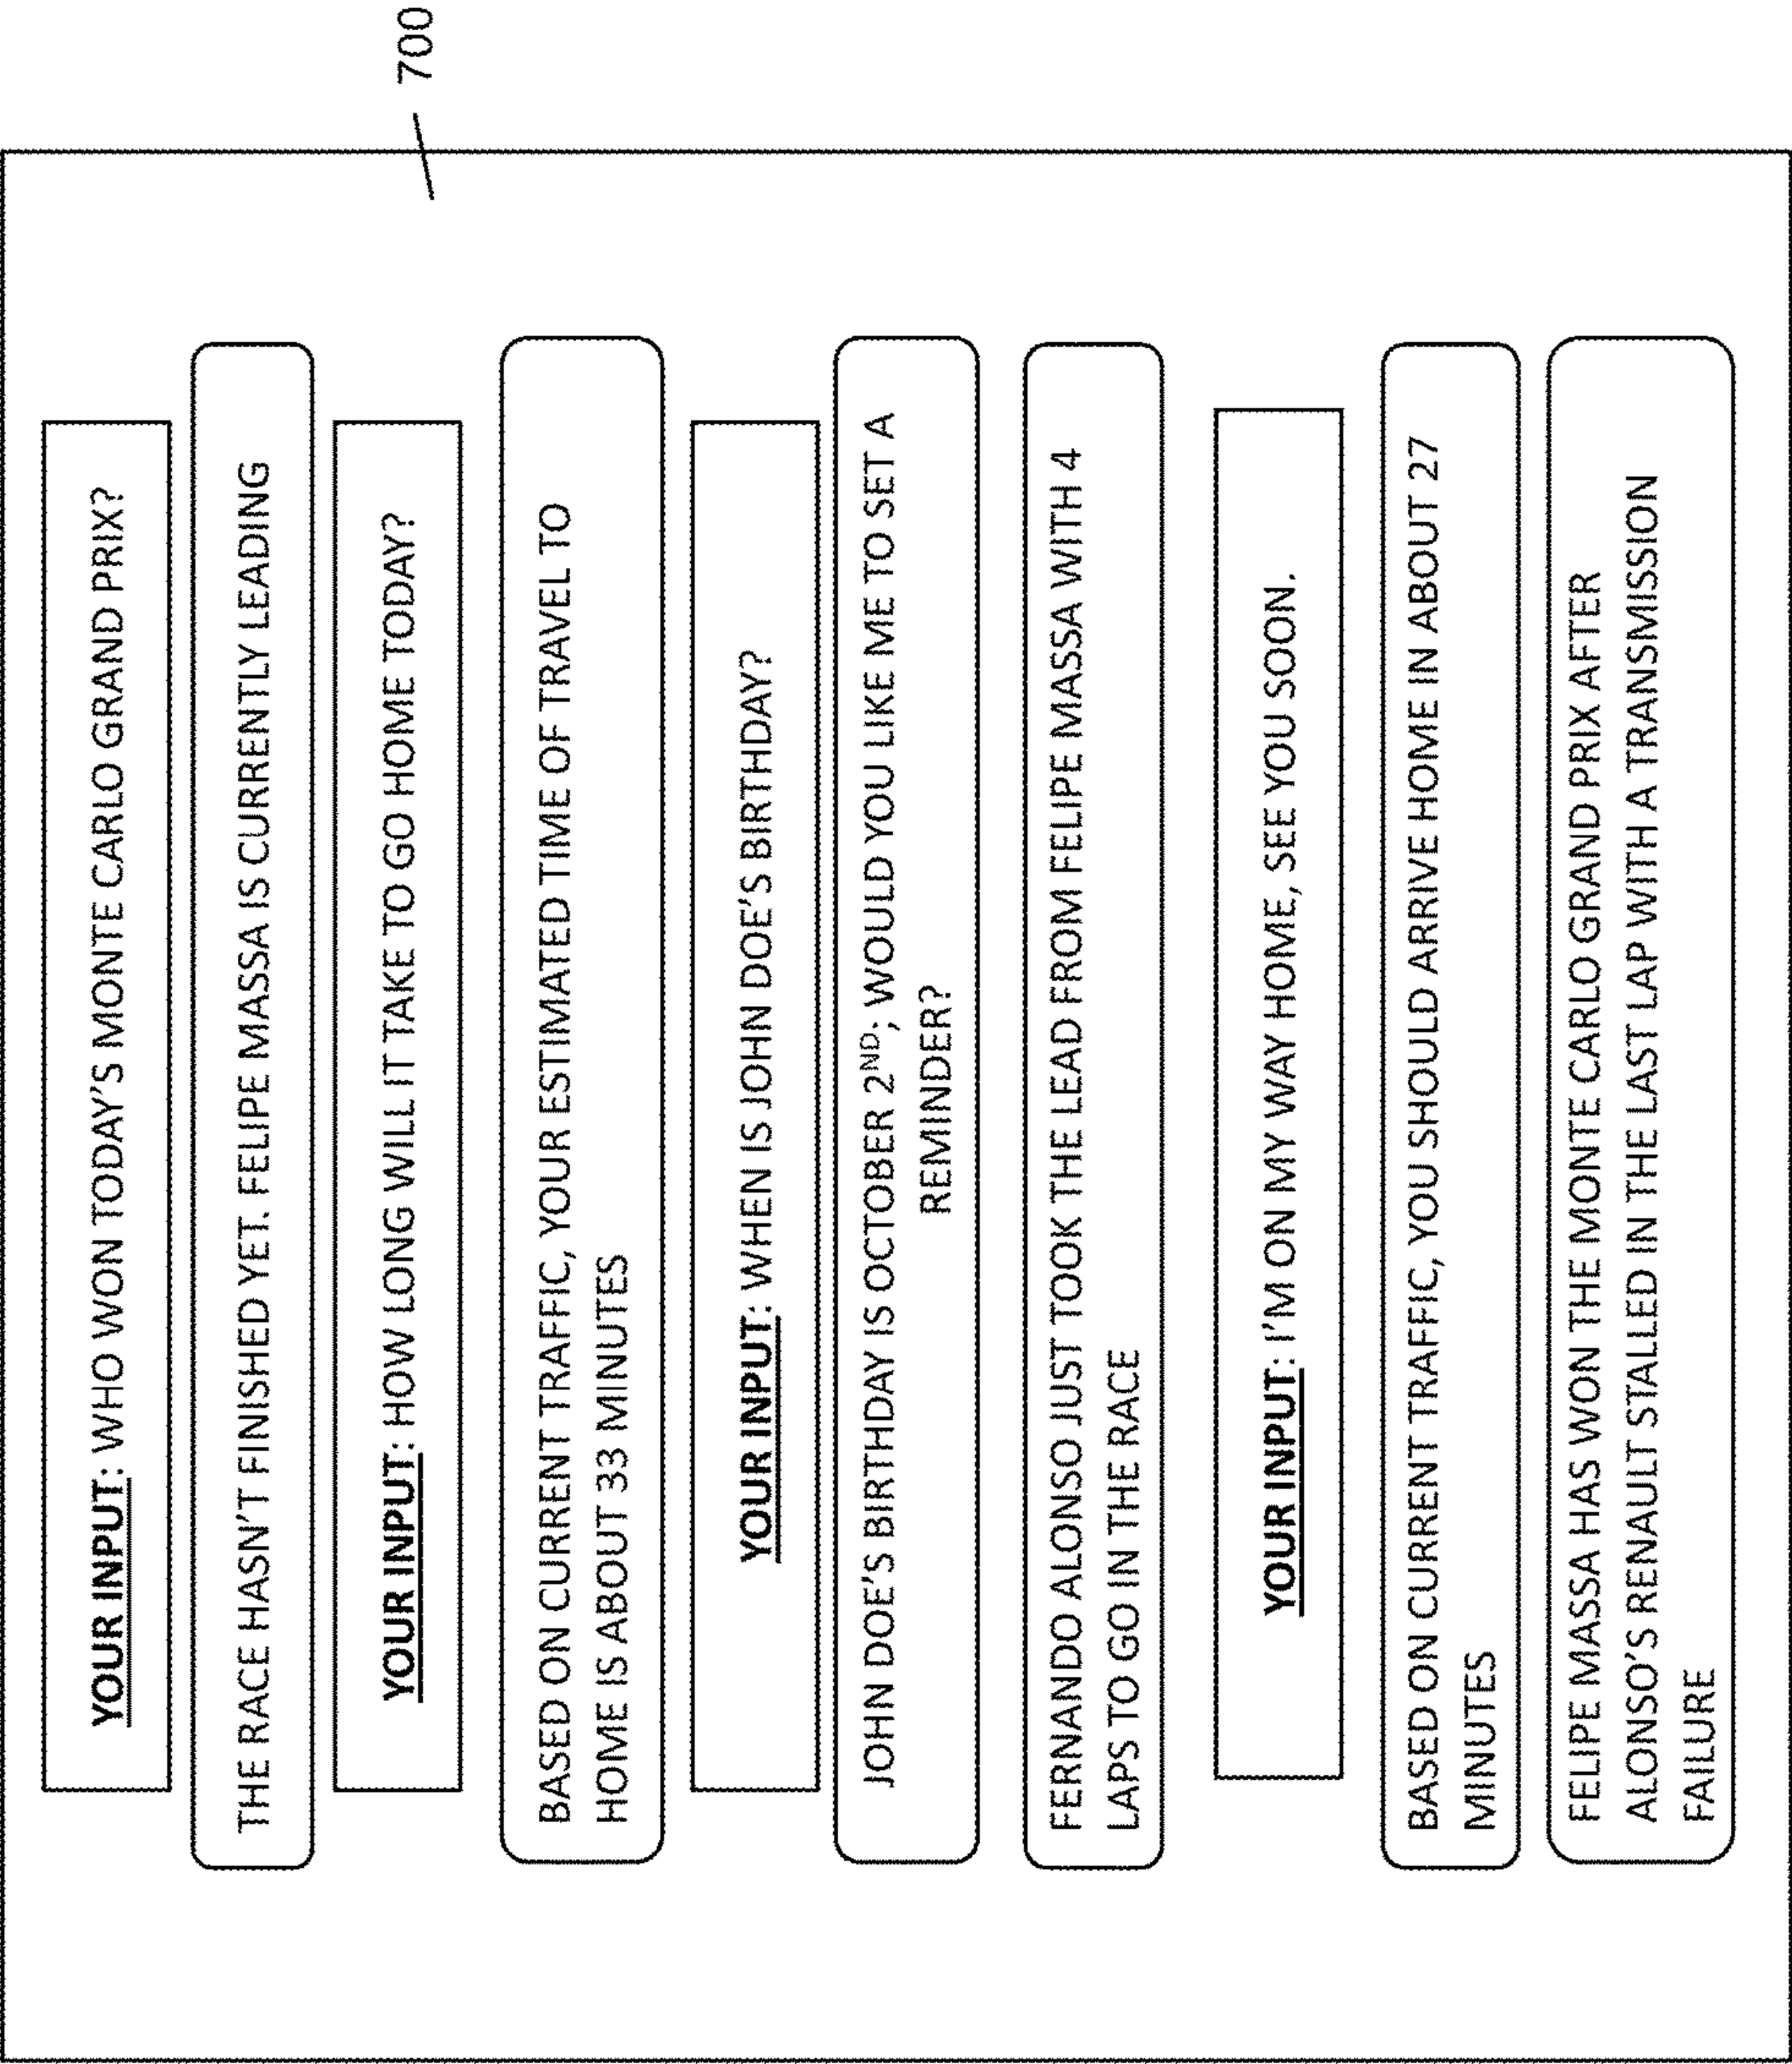 700
YOUR INPUT: WHO WON TODAY'S MONTE CARLO GRAND PRIX?
THE RACE HASN'T FINISHED YET. FELIPE MASSA IS CURRENTLY LEADING
YOUR INPUT: HOW LONG WILL IT TAKE TO GO HOME TODAY?
BASED ON CURRENT TRAFFIC, YOUR ESTIMATED TIME OF TRAVEL TO
HOME IS ABOUT 33 MINUTES
YOUR INPUT: WHEN IS JOHN DOE'S BIRTHDAY?
JOHN DOE'S BIRTHDAY IS OCTOBER 2ND; WOULD YOU LIKE ME TO SET A
REMINDER?
FERNANDO ALONSO JUST TOOK THE LEAD FROM FELIPE MASSA WITH 4
LAPS TO GO IN THE RACE
YOUR INPUT: I'M ON MY WAY HOME, SEE YOU SOON.
BASED ON CURRENT TRAFFIC, YOU SHOULD ARRIVE HOME IN ABOUT 27
MINUTES
FELIPE MASSA HAS WON THE MONTE CARLO GRAND PRIX AFTER
ALONSO'S RENAULT STALLED IN THE LAST LAP WITH A TRANSMISSION
FAILURE